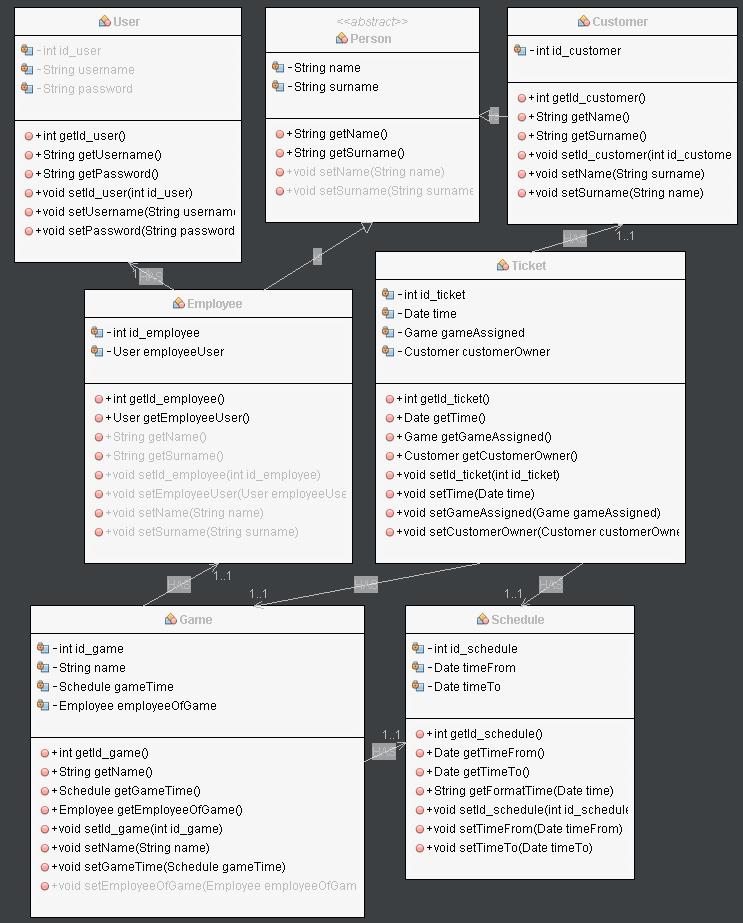 User
- int id_user
- String username
- String password
+ int getId_user()
+ String getUsername()
+ String getPassword()
+ void setId_user(int id_user)
+ void setUsername(String usernam
+ void setPassword(String password
<<abstract>>
Person
- String name
- String surname
+ String getName()
+ String getSurname()
+ void setName(String name)
+ void setSurname(String surname
Customer
- int id_customer
+ int getId_customer()
+ String getName()
+ String getSurname()
+ void setId_customer(int id_custome
+ void setName(String surname)
+ void setSurname(String name)
HAS
1..1
HAS
Employee
- int id_employee
- User employeeUser
+ int getId_employee()
+ User getEmployeeUser()
+ String getName()
+ String getSurname()
+ void setId_employee(int id_employee)
+ void setEmployeeUser(User employeeUse
+ void setName(String name)
+ void setSurname(String surname)
Ticket
- int id_ticket
- Date time
- Game gameAssigned
- Customer customerOwner
+ int getId_ticket()
+ Date getTime()
+ Game getGameAssigned()
+ Customer getCustomerOwner()
+ void setId_ticket(int id_ticket)
+ void setTime(Date time)
+ void setGameAssigned(Game gameAssigned)
+ void setCustomerOwner(Customer customerOwne
HAS
1..1
HAS
1..1
HAS
1..1
Game
- int id_game
- String name
- Schedule gameTime
- Employee employeeOfGame
+ int getId_game()
+ String getName()
+ Schedule getGameTime()
+ Employee getEmployeeOfGame()
+ void setId_game(int id_game)
+ void setName(String name)
+ void setGameTime(Schedule gameTime)
+ void setEmployeeOfGame(Employee employeeOfGam
1..1
HAS
Schedule
- int id_schedule
- Date timeFrom
- Date timeTo
+ int getId_schedule()
+ Date getTimeFrom()
+ Date getTimeTo()
+ String getFormatTime(Date time)
+ void setId_schedule(int id_schedule
+ void setTimeFrom(Date timeFrom)
+ void setTimeTo(Date timeTo)